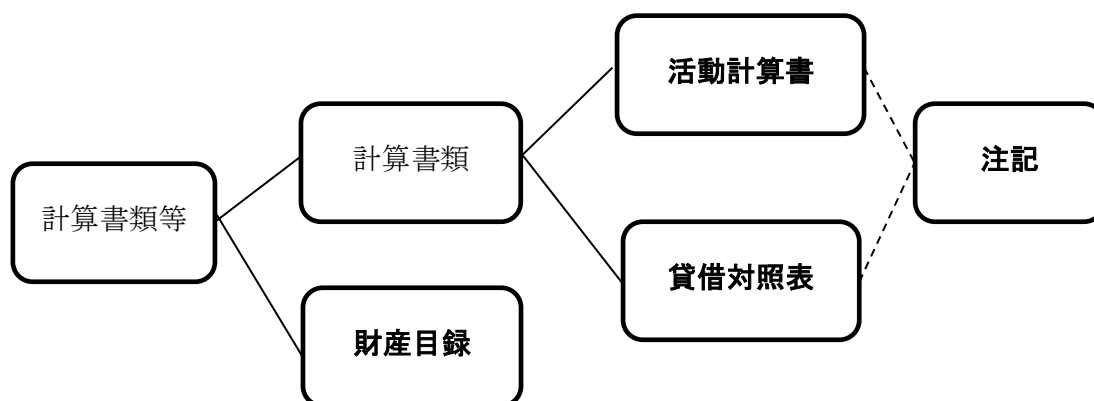 計算書類等
計算書類
財産目録
活動計算書
貸借対照表
注記